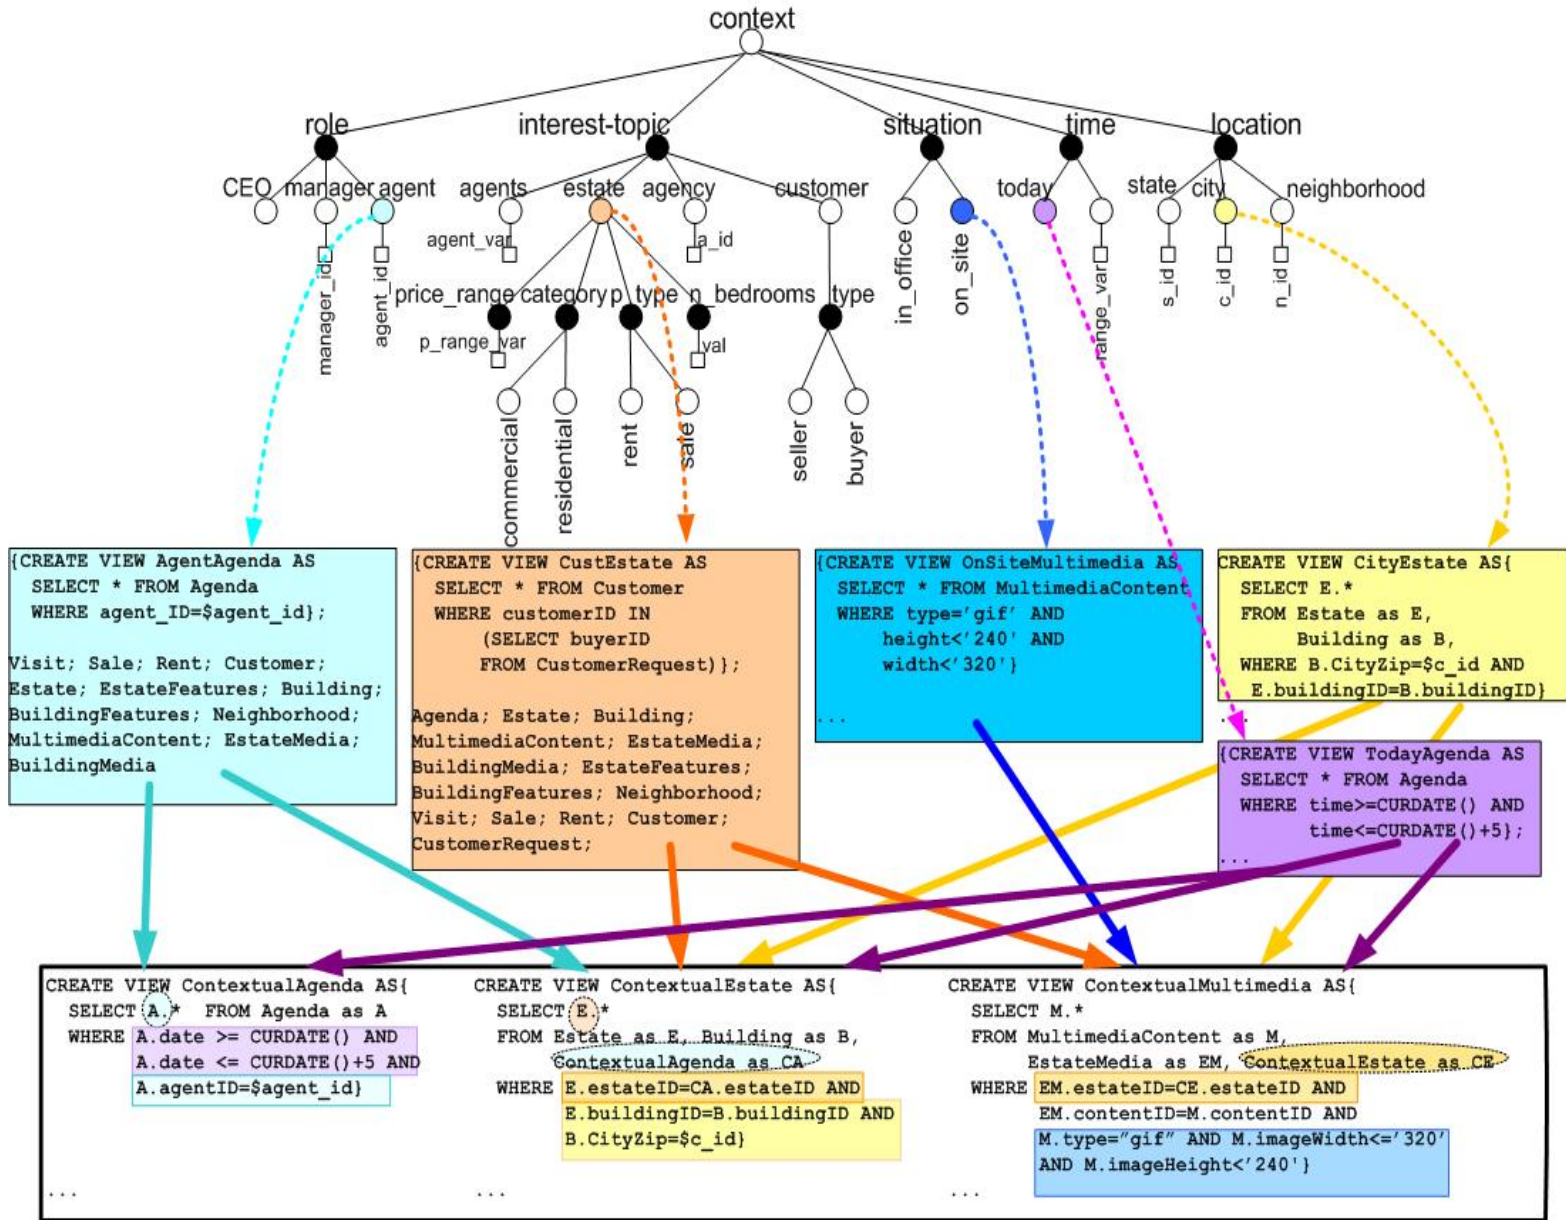 context
role
interest-topic
situation
time
location
CEO
manager
agent
agents
estate
agency
customer
today
state
city
neighborhood
agent_var
a_id
manager_id
agent_id
in_office
on_site
range_var
s_id
c_id
n_id
price_range
category
p_type
n_bedrooms
type
p_range_var
val
commercial
residential
rent
sale
seller
buyer
{CREATE VIEW AgentAgenda AS
SELECT * FROM Agenda
WHERE agent_ID=$agent_id};
Visit; Sale; Rent; Customer;
Estate; EstateFeatures; Building;
BuildingFeatures; Neighborhood;
MultimediaContent; EstateMedia;
BuildingMedia
{CREATE VIEW CustEstate AS
SELECT * FROM Customer
WHERE customerID IN
(SELECT buyerID
FROM CustomerRequest)};
Agenda; Estate; Building;
MultimediaContent; EstateMedia;
BuildingMedia; EstateFeatures;
BuildingFeatures; Neighborhood;
Visit; Sale; Rent; Customer;
CustomerRequest;
{CREATE VIEW OnSiteMultimedia AS
SELECT * FROM MultimediaContent
WHERE type='gif' AND
height<'240' AND
width<'320'}
...
CREATE VIEW CityEstate AS{
SELECT E.*
FROM Estate as E,
Building as B,
WHERE B.CityZip=$c_id AND
E.buildingID=B.buildingID}
...
{CREATE VIEW TodayAgenda AS
SELECT * FROM Agenda
WHERE time>=CURDATE() AND
time<=CURDATE()+5};
...
CREATE VIEW ContextualAgenda AS{
SELECT A.* FROM Agenda as A
WHERE A.date >= CURDATE() AND
A.date <= CURDATE()+5 AND
A.agentID=$agent_id}
...
CREATE VIEW ContextualEstate AS{
SELECT E.*
FROM Estate as E, Building as B,
ContextualAgenda as CA
WHERE E.estateID=CA.estateID AND
E.buildingID=B.buildingID AND
B.CityZip=$c_id}
...
CREATE VIEW ContextualMultimedia AS{
SELECT M.*
FROM MultimediaContent as M,
EstateMedia as EM, ContextualEstate as CE
WHERE EM.estateID=CE.estateID AND
EM.contentID=M.contentID AND
M.type="gif" AND M.imageWidth<='320'
AND M.imageHeight<'240'}
...